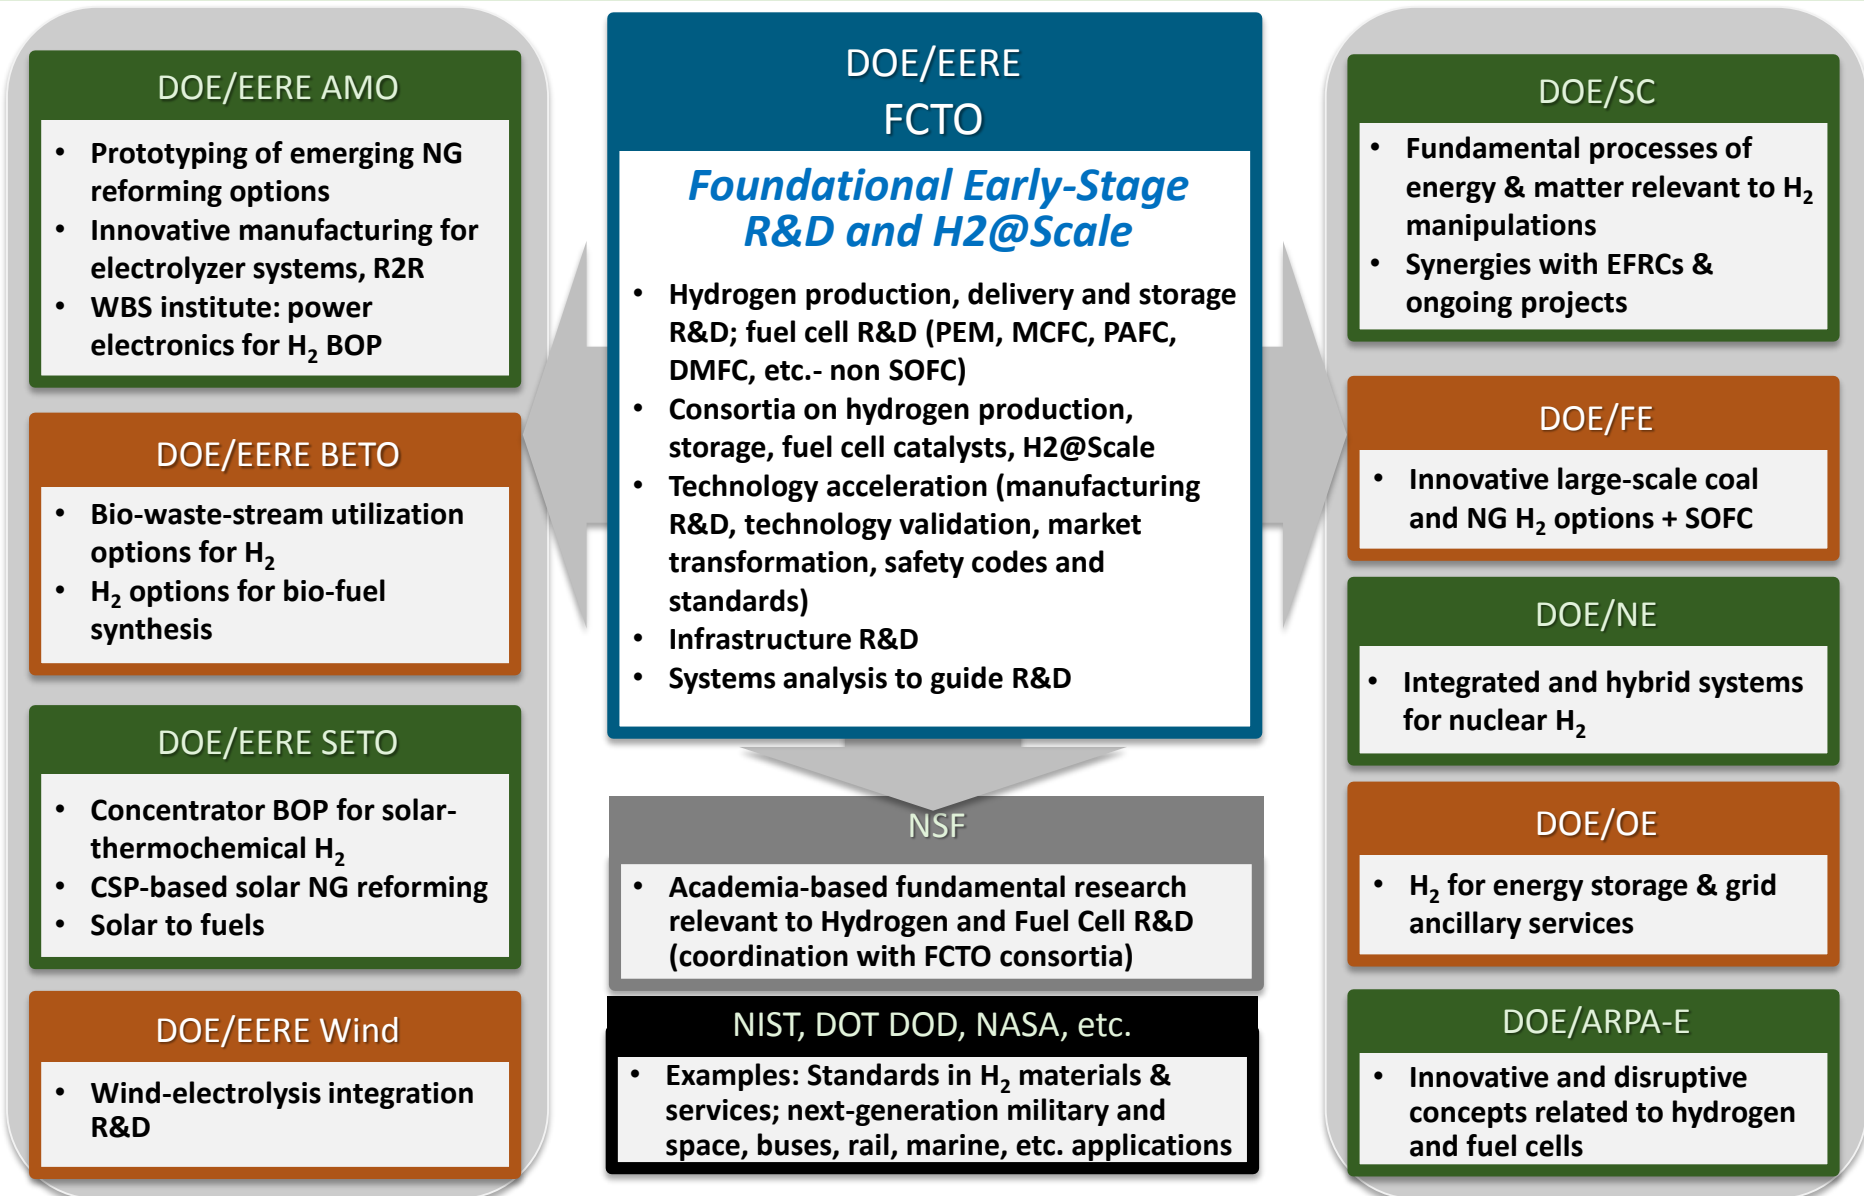 DOE/EERE AMO
• Prototyping of emerging NG
reforming options
• Innovative manufacturing for
electrolyzer systems, R2R
• WBS institute: power
electronics for H₂ BOP
DOE/EERE BETO
• Bio-waste-stream utilization
options for H₂
• H₂ options for bio-fuel
synthesis
DOE/EERE SETO
• Concentrator BOP for solar-
thermochemical H₂
• CSP-based solar NG reforming
• Solar to fuels
DOE/EERE Wind
• Wind-electrolysis integration
R&D
DOE/EERE
FCTO
Foundational Early-Stage
R&D and H2@Scale
• Hydrogen production, delivery and storage
R&D; fuel cell R&D (PEM, MCFC, PAFC,
DMFC, etc.- non SOFC)
• Consortia on hydrogen production,
storage, fuel cell catalysts, H2@Scale
• Technology acceleration (manufacturing
R&D, technology validation, market
transformation, safety codes and
standards)
• Infrastructure R&D
• Systems analysis to guide R&D
NSF
• Academia-based fundamental research
relevant to Hydrogen and Fuel Cell R&D
(coordination with FCTO consortia)
NIST, DOT DOD, NASA, etc.
• Examples: Standards in H₂ materials &
services; next-generation military and
space, buses, rail, marine, etc. applications
DOE/SC
• Fundamental processes of
energy & matter relevant to H₂
manipulations
• Synergies with EFRCs &
ongoing projects
DOE/FE
• Innovative large-scale coal
and NG H₂ options + SOFC
DOE/NE
• Integrated and hybrid systems
for nuclear H₂
DOE/OE
• H₂ for energy storage & grid
ancillary services
DOE/ARPA-E
• Innovative and disruptive
concepts related to hydrogen
and fuel cells